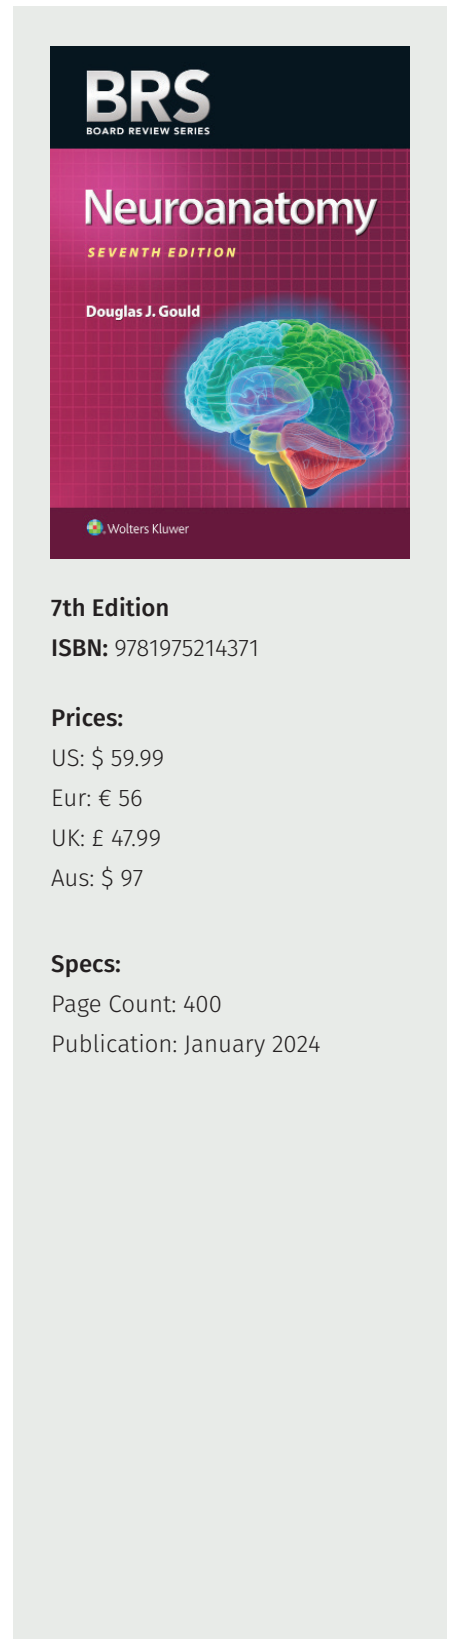 BRS
BOARD REVIEW SERIES
Neuroanatomy
SEVENTH EDITION
Douglas J. Gould
Wolters Kluwer
7th Edition
ISBN: 9781975214371
Prices:
US: $ 59.99
Eur: € 56
UK: £ 47.99
Aus: $ 97
Specs:
Page Count: 400
Publication: January 2024